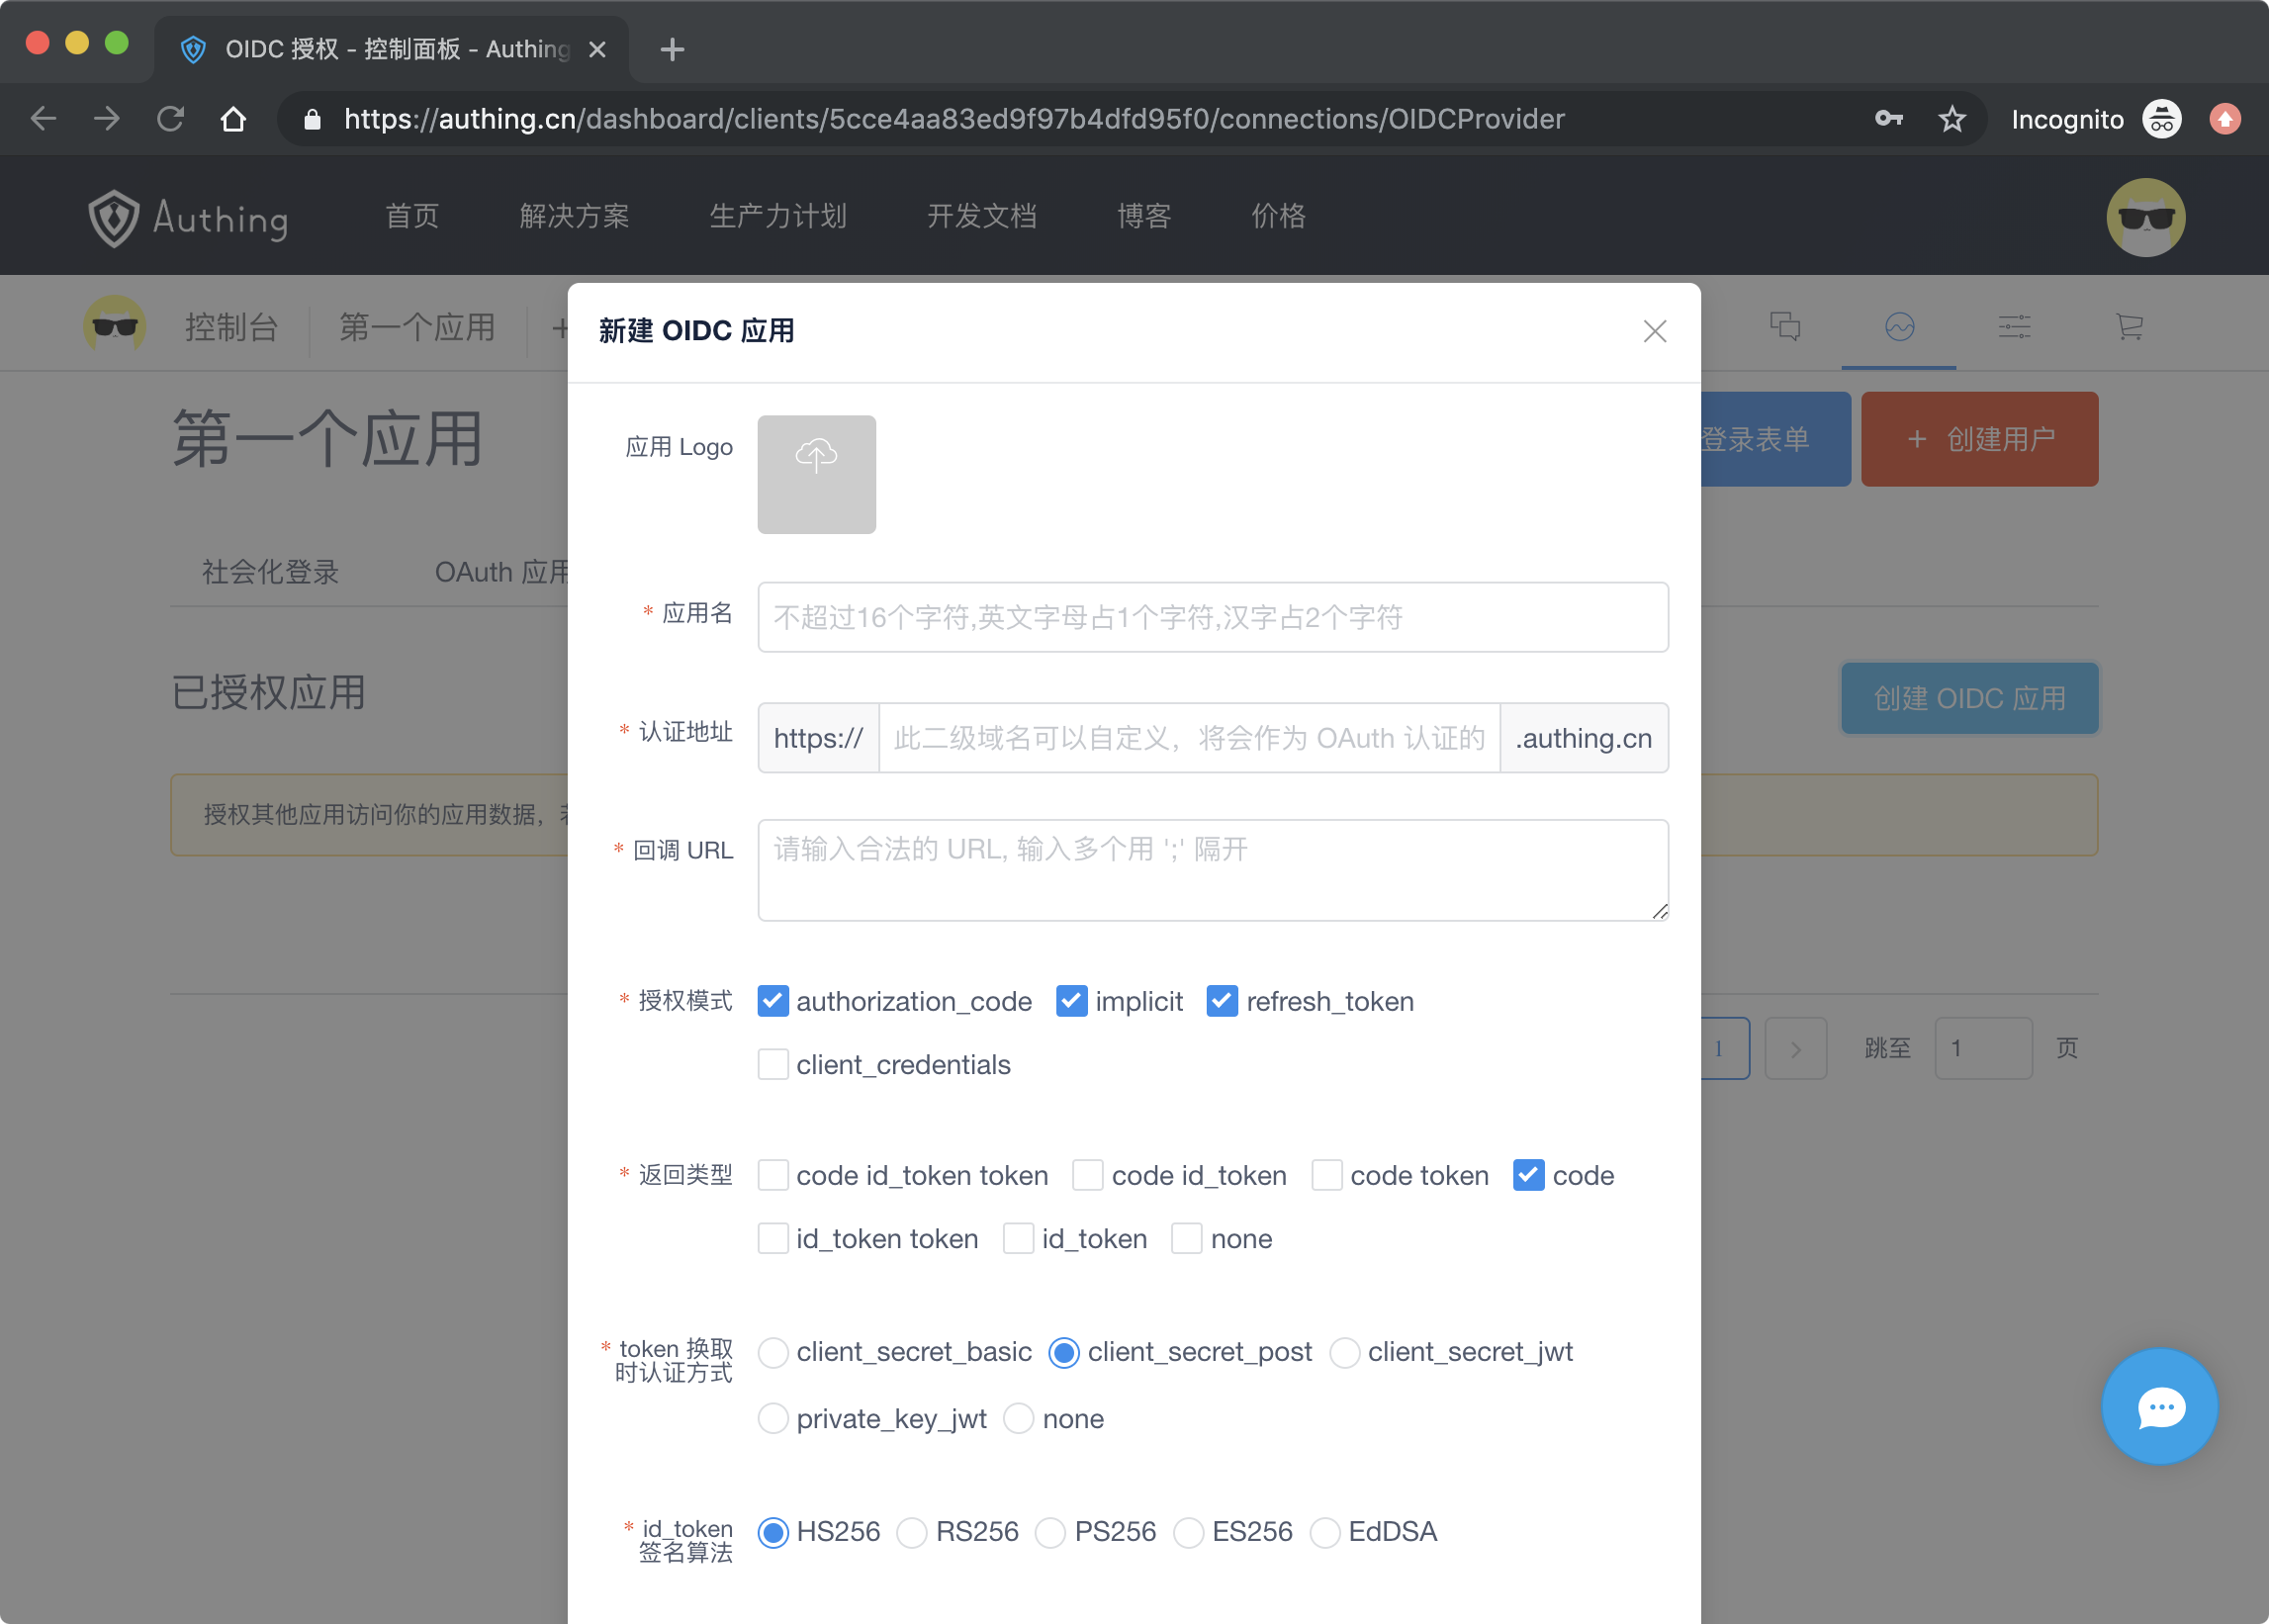 OIDC 授权 - 控制面板 - Authing
https://authing.cn/dashboard/clients/5cce4aa83ed9f97b4dfd95f0/connections/OIDCProvider
Incognito
Authing 首页 解决方案 生产力计划 开发文档 博客 价格
控制台 第一个应用 +
新建 OIDC 应用
第一个应用
登录表单
+ 创建用户
应用 Logo
社会化登录 OAuth 应用
* 应用名 不超过16个字符,英文字母占1个字符,汉字占2个字符
已授权应用
创建 OIDC 应用
* 认证地址 https:// 此二级域名可以自定义，将会作为 OAuth 认证的 .authing.cn
授权其他应用访问你的应用数据，
* 回调 URL 请输入合法的 URL, 输入多个用 ';' 隔开
* 授权模式 authorization_code implicit refresh_token
client_credentials
1 跳至 1 页
* 返回类型 code id_token token code id_token code token code
id_token token id_token none
* token 换取
时认证方式
client_secret_basic client_secret_post client_secret_jwt
private_key_jwt none
* id_token
签名算法
HS256 RS256 PS256 ES256 EdDSA